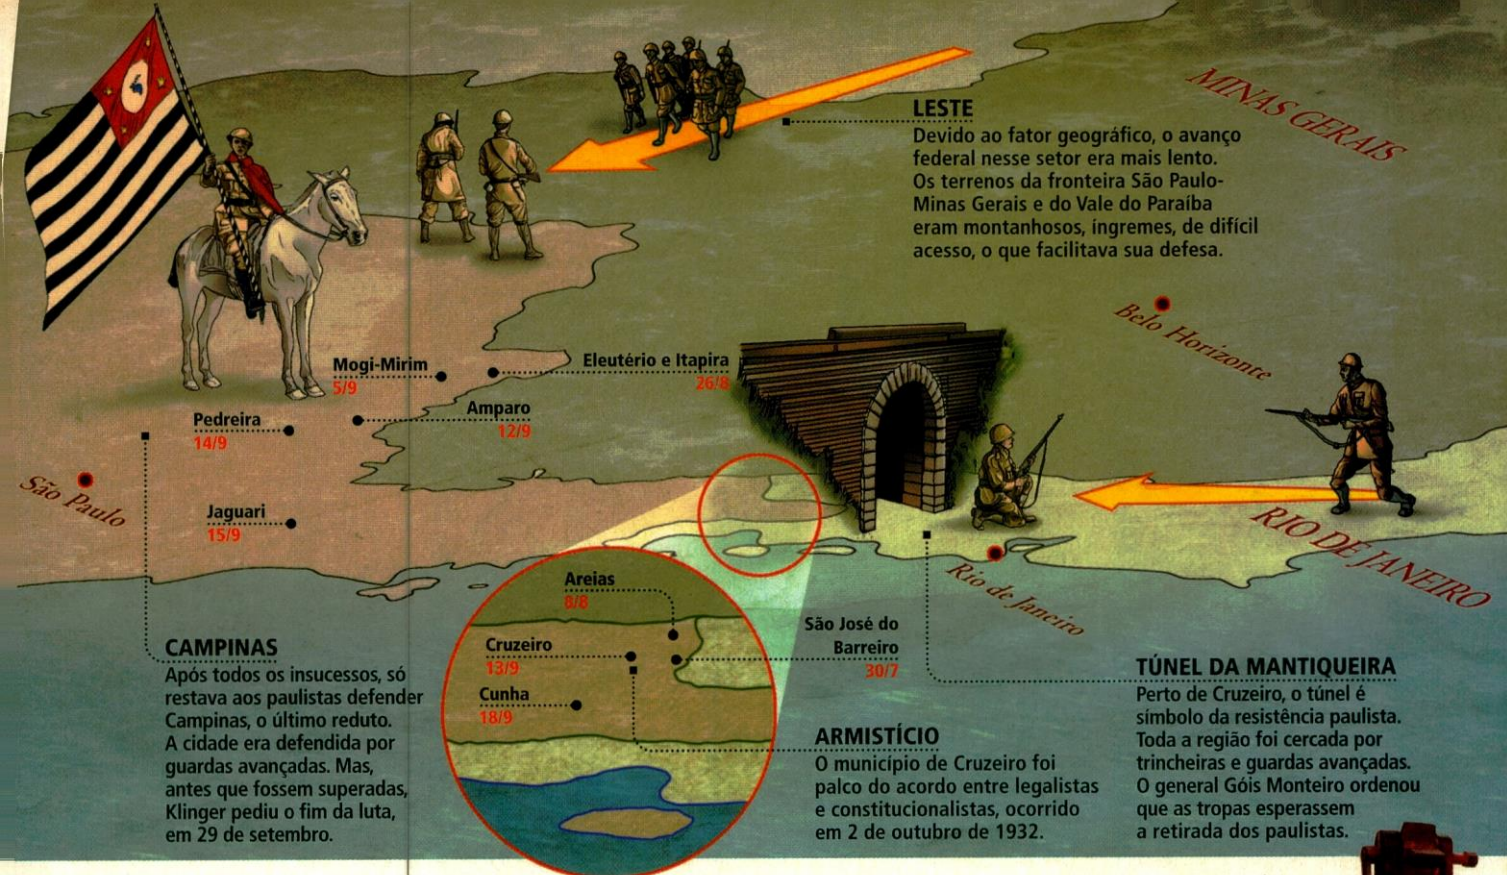 MINAS GERAIS
LESTE
Devido ao fator geográfico, o avanço
federal nesse setor era mais lento.
Os terrenos da fronteira São Paulo-
Minas Gerais e do Vale do Paraíba
eram montanhosos, íngremes, de difícil
acesso, o que facilitava sua defesa.
Belo Horizonte
Mogi-Mirim
5/9
Eleutério e Itapira
26/8
Pedreira
14/9
Amparo
12/9
São Paulo
Jaguari
15/9
RIO DE JANEIRO
Rio de Janeiro
Areias
8/8
Cruzeiro
13/9
Cunha
18/9
São José do
Barreiro
30/7
CAMPINAS
Após todos os insucessos, só
restava aos paulistas defender
Campinas, o último reduto.
A cidade era defendida por
guardas avançadas. Mas,
antes que fossem superadas,
Klinger pediu o fim da luta,
em 29 de setembro.
ARMISTÍCIO
O município de Cruzeiro foi
palco do acordo entre legalistas
e constitucionalistas, ocorrido
em 2 de outubro de 1932.
TÚNEL DA MANTIQUEIRA
Perto de Cruzeiro, o túnel é
símbolo da resistência paulista.
Toda a região foi cercada por
trincheiras e guardas avançadas.
O general Góis Monteiro ordenou
que as tropas esperassem
a retirada dos paulistas.